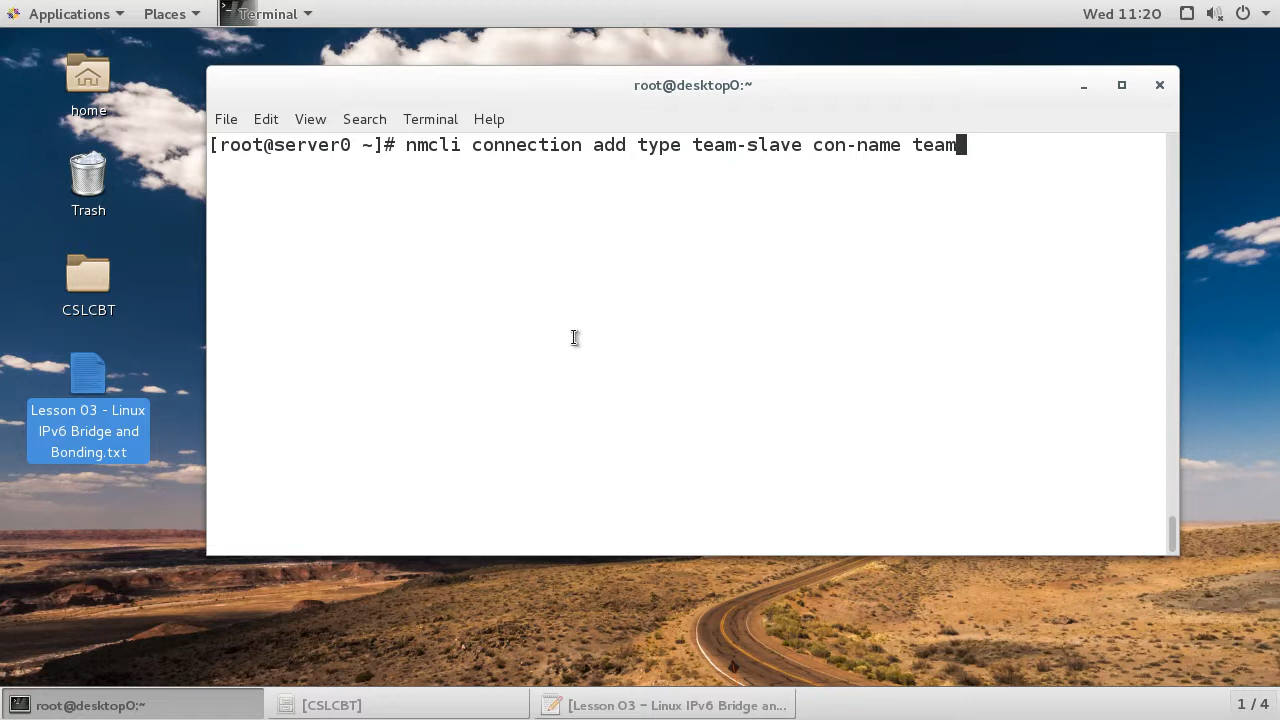 Applications Places Terminal Wed 11:20
root@desktop0:~
File Edit View Search Terminal Help
[root@server0 ~]# nmcli connection add type team-slave con-name team
home
Trash
CSLCBT
Lesson 03 - Linux
IPv6 Bridge and
Bonding.txt
root@desktop0:~ [CSLCBT] [Lesson 03 - Linux IPv6 Bridge an... 1 / 4